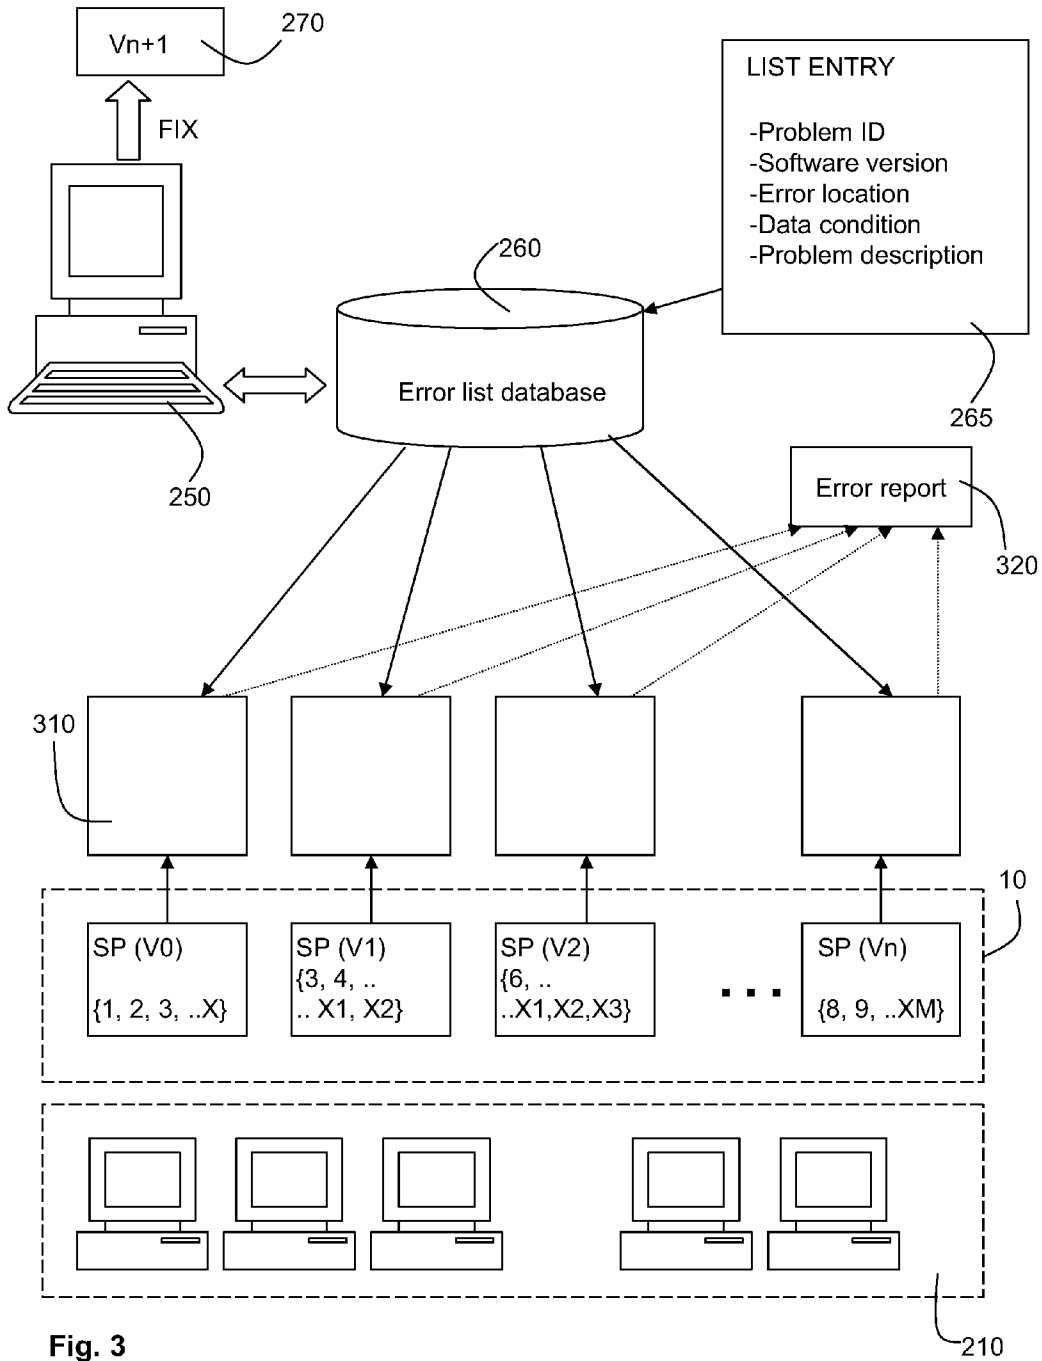 Vn+1
270
FIX
LIST ENTRY
-Problem ID
-Software version
-Error location
-Data condition
-Problem description
260
Error list database
265
250
Error report
320
310
10
SP (V0)
{1, 2, 3, ..X}
SP (V1)
{3, 4, ..
.. X1, X2}
SP (V2)
{6, ..
..X1,X2,X3}
...
SP (Vn)
{8, 9, ..XM}
210
Fig. 3